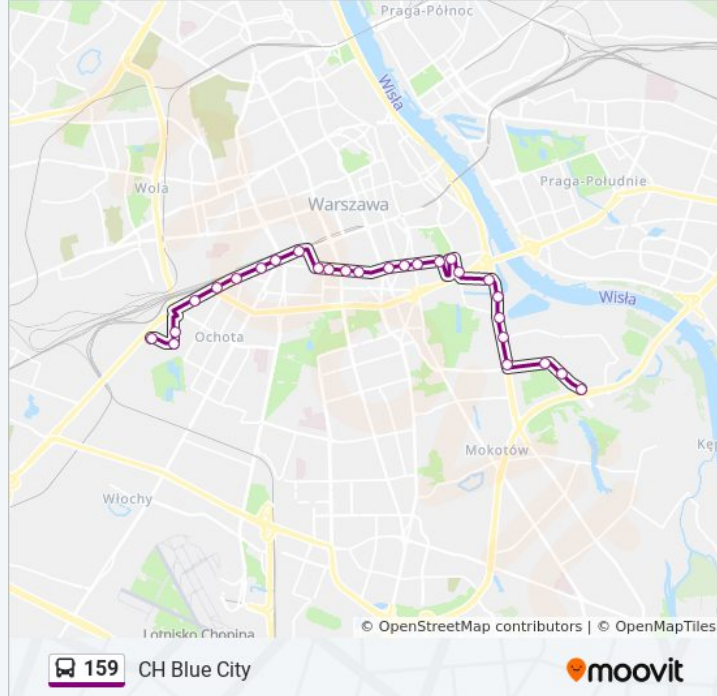 Praga-Północ
Wisła
Wola
Praga-Południe
Warszawa
Wisła
Ochota
Mokotów
Kęp
Włochy
Lotnisko Chopina
© OpenStreetMap contributors | © OpenMapTiles
159 CH Blue City
moovit